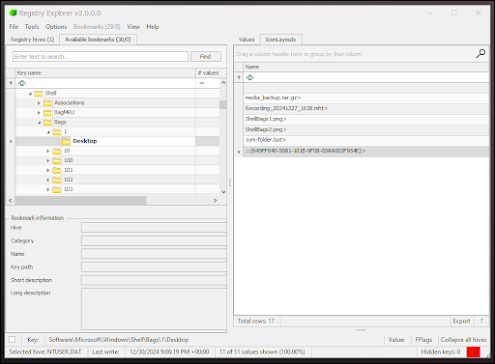 Registry Explorer v2.0.0.0
File Tools Options Bookmarks (29/0) View Help
Registry hives (1) Available bookmarks (30/0)
Enter text to search... Find
Key name # values
Shell
Associations
BagMRU
Bags
1
Desktop
10
100
101
102
103
Bookmark information
Hive
Category
Name
Key path
Short description
Long description
Values IconLayouts
Drag a column header here to group by that column
Name
media_backup.tar.gz>
Recording_20241227_1638.mht>
ShellBags1.png>
ShellBags2.png>
sym-folder.bat>
Total rows: 17 Export ?
Key: Software\Microsoft\Windows\Shell\Bags\1\Desktop Value: FFlags Collapse all hives
Selected hive: NTUSER.DAT Last write: 12/30/2024 9:06:19 PM +00:00 11 of 11 values shown (100.00%) Hidden keys: 0